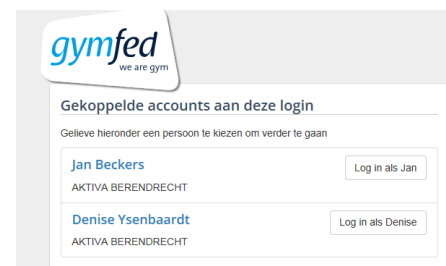 gymfed
we are gym
Gekoppelde accounts aan deze login
Gelieve hieronder een persoon te kiezen om verder te gaan
Jan Beckers
Log in als Jan
AKTIVA BERENDRECHT
Denise Ysenbaardt
Log in als Denise
AKTIVA BERENDRECHT